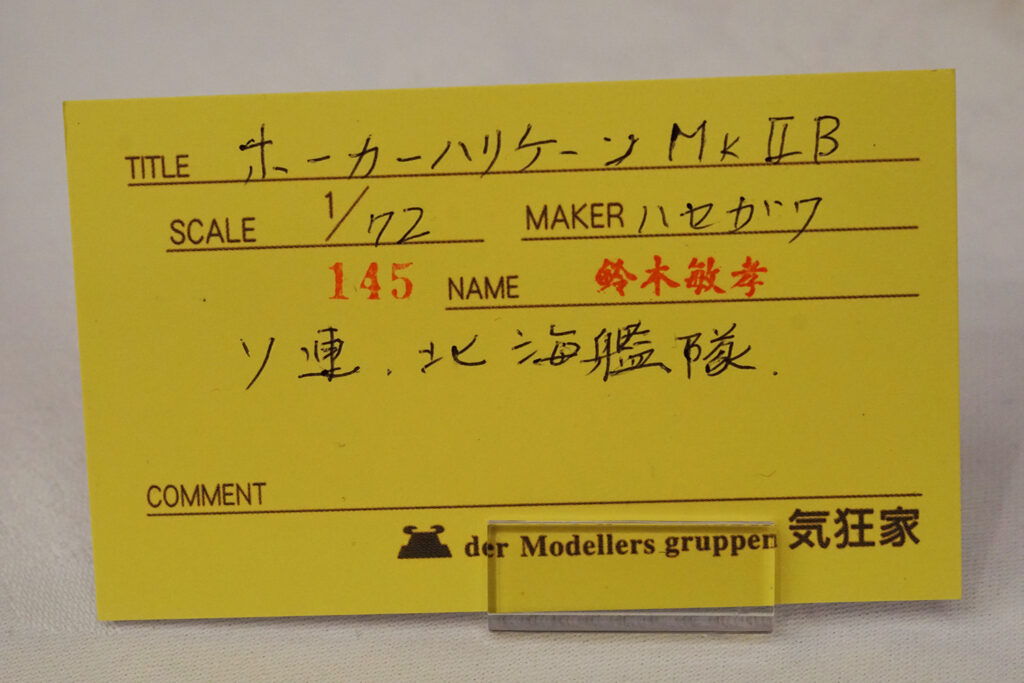 TITLE ホーカーハリケーン Mk ⅡB
SCALE 1/72 MAKER ハセガワ
145 NAME 鈴木敏孝
ソ連.北海艦隊.
COMMENT
der Modellers gruppen 気狂家